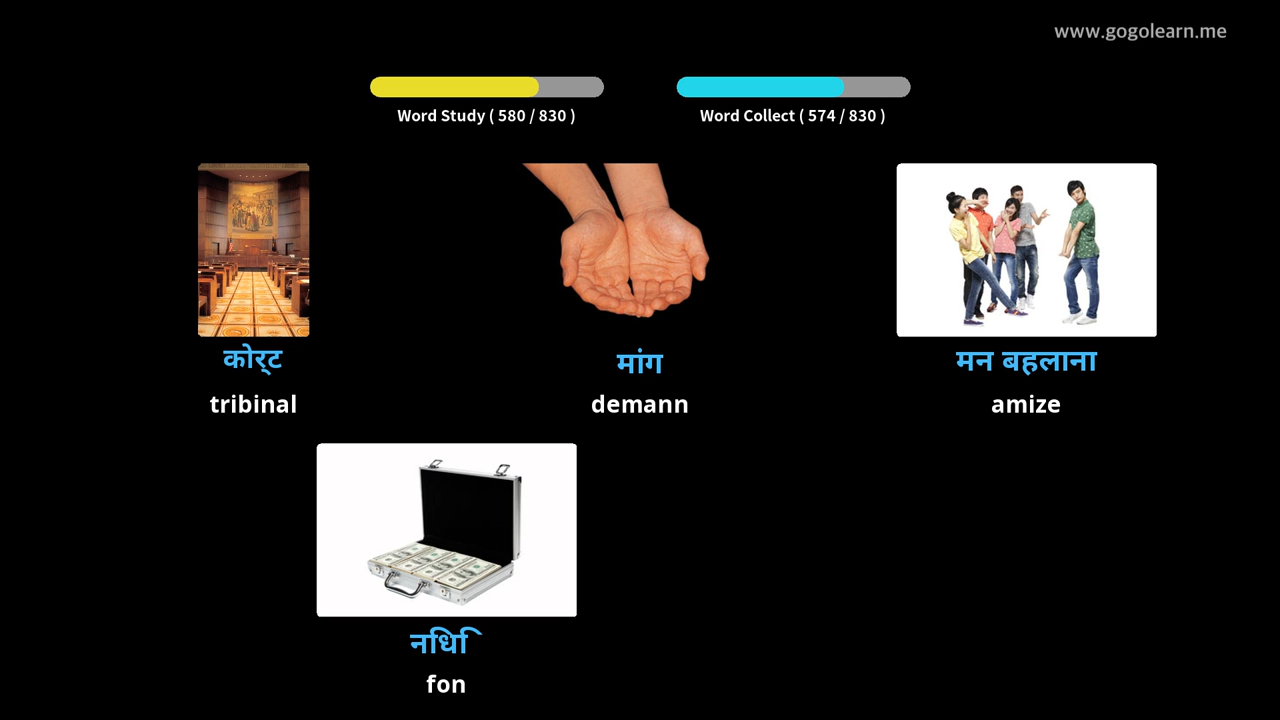 www.gogolearn.me
Word Study ( 580 / 830 )
Word Collect ( 574 / 830 )
कोर्ट
मांग
मन बहलाना
tribinal
demann
amize
निधि
fon